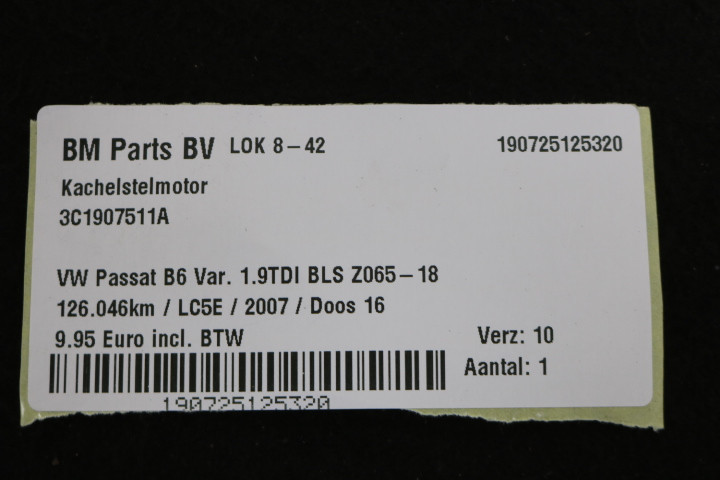 BM Parts BV LOK 8-42 190725125320
Kachelstelmotor
3C1907511A
VW Passat B6 Var. 1.9TDI BLS Z065-18
126.046km / LC5E / 2007 / Doos 16
9.95 Euro incl. BTW Verz: 10
Aantal: 1
190725125320